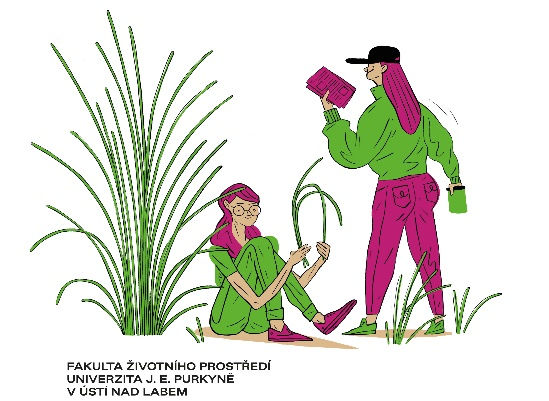 FAKULTA ŽIVOTNÍHO PROSTŘEDÍ
UNIVERZITA J. E. PURKYNĚ
V ÚSTÍ NAD LABEM